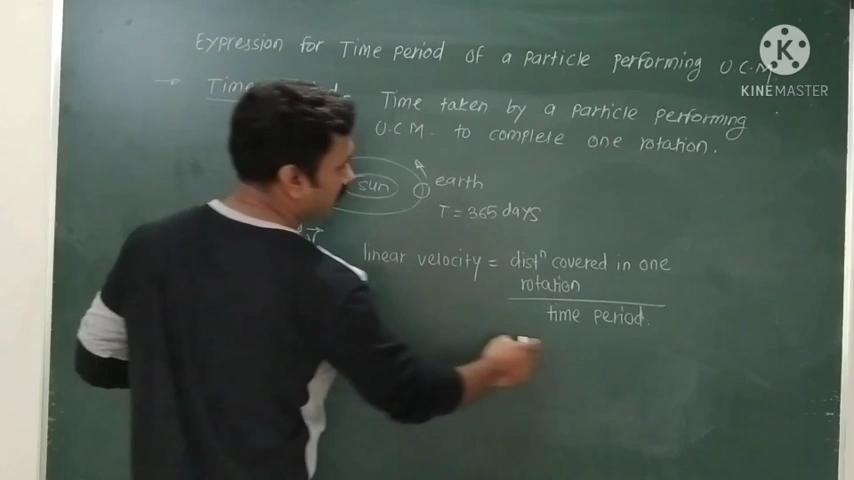 Expression for Time period of a particle performing U.C.M
K
KINEMASTER
→ Time
Time taken by a particle performing
U.C.M. to complete one rotation.
sun
earth
T = 365 days
linear velocity = distⁿ covered in one
rotation
time period.